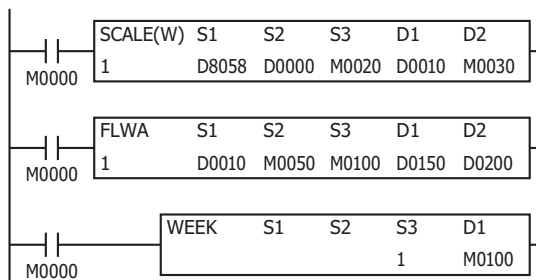 SCALE(W) S1 S2 S3 D1 D2
1 D8058 D0000 M0020 D0010 M0030
M0000
FLWA S1 S2 S3 D1 D2
1 D0010 M0050 M0100 D0150 D0200
M0000
WEEK S1 S2 S3 D1
1 M0100
M0000